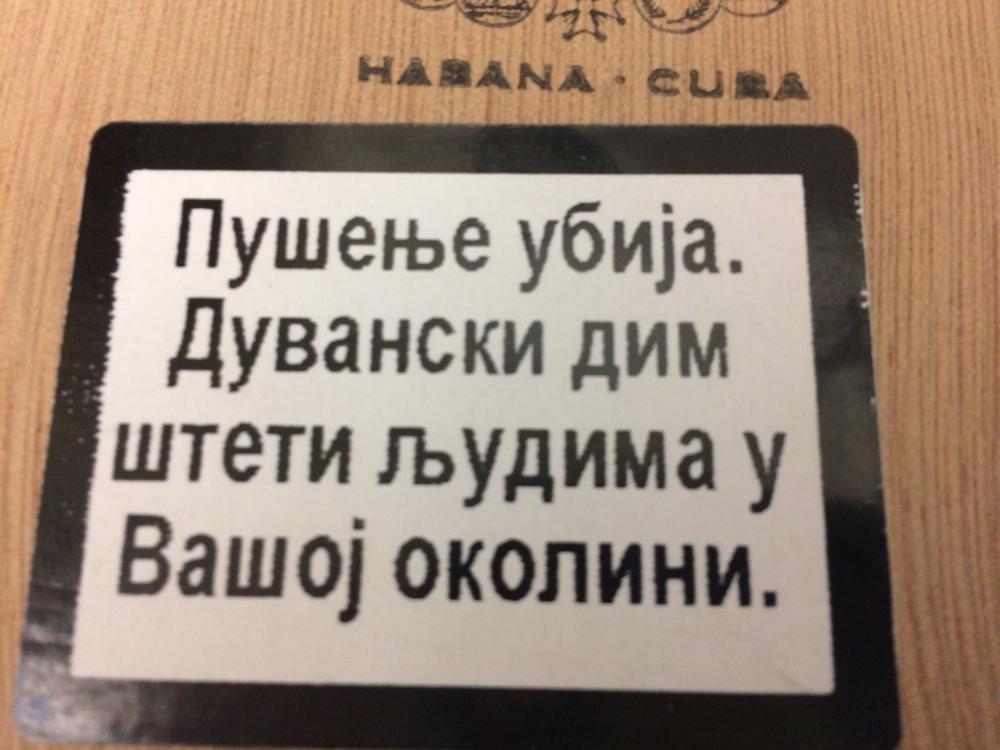 HABANA · CUBA
Пушење убија.
Дувански дим
штети људима у
Вашој околини.